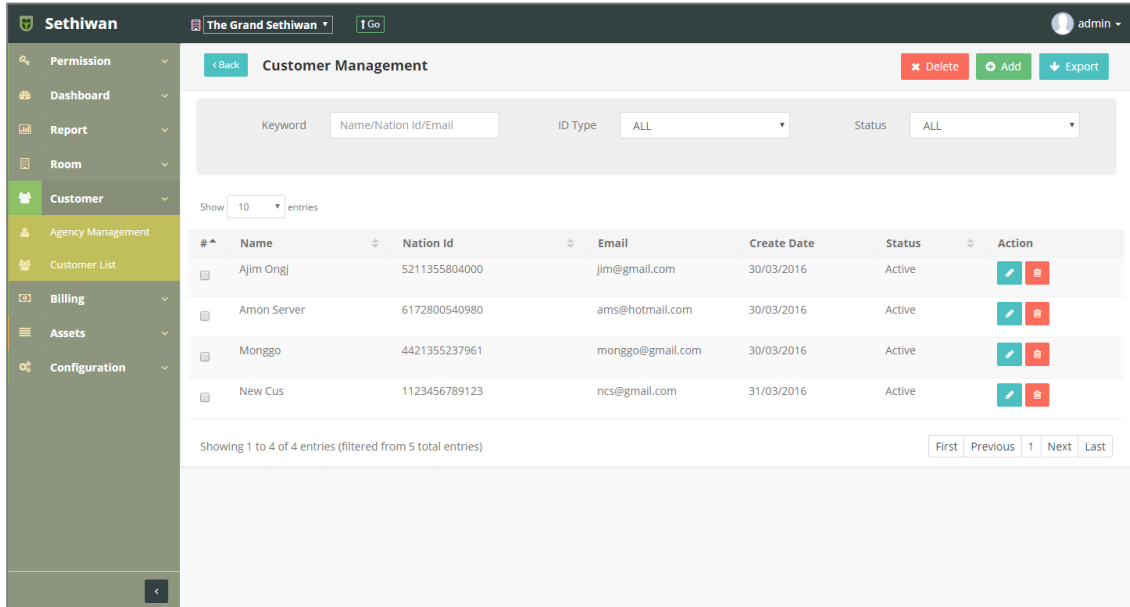 Sethiwan
The Grand Sethiwan
Go
admin
Permission
Dashboard
Report
Room
Customer
Agency Management
Customer List
Billing
Assets
Configuration
Back
Customer Management
Delete
Add
Export
Keyword Name/Nation Id/Email ID Type ALL Status ALL
Show 10 entries
# Name Nation Id Email Create Date Status Action
Ajim Ongj 5211355804000 jim@gmail.com 30/03/2016 Active
Amon Server 6172800540980 ams@hotmail.com 30/03/2016 Active
Monggo 4421355237961 monggo@gmail.com 30/03/2016 Active
New Cus 1123456789123 ncs@gmail.com 31/03/2016 Active
Showing 1 to 4 of 4 entries (filtered from 5 total entries)
First Previous 1 Next Last